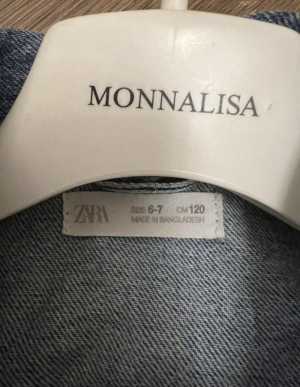 MONNALISA
ZARA SIZE 6-7 CM 120
MADE IN BANGLADESH